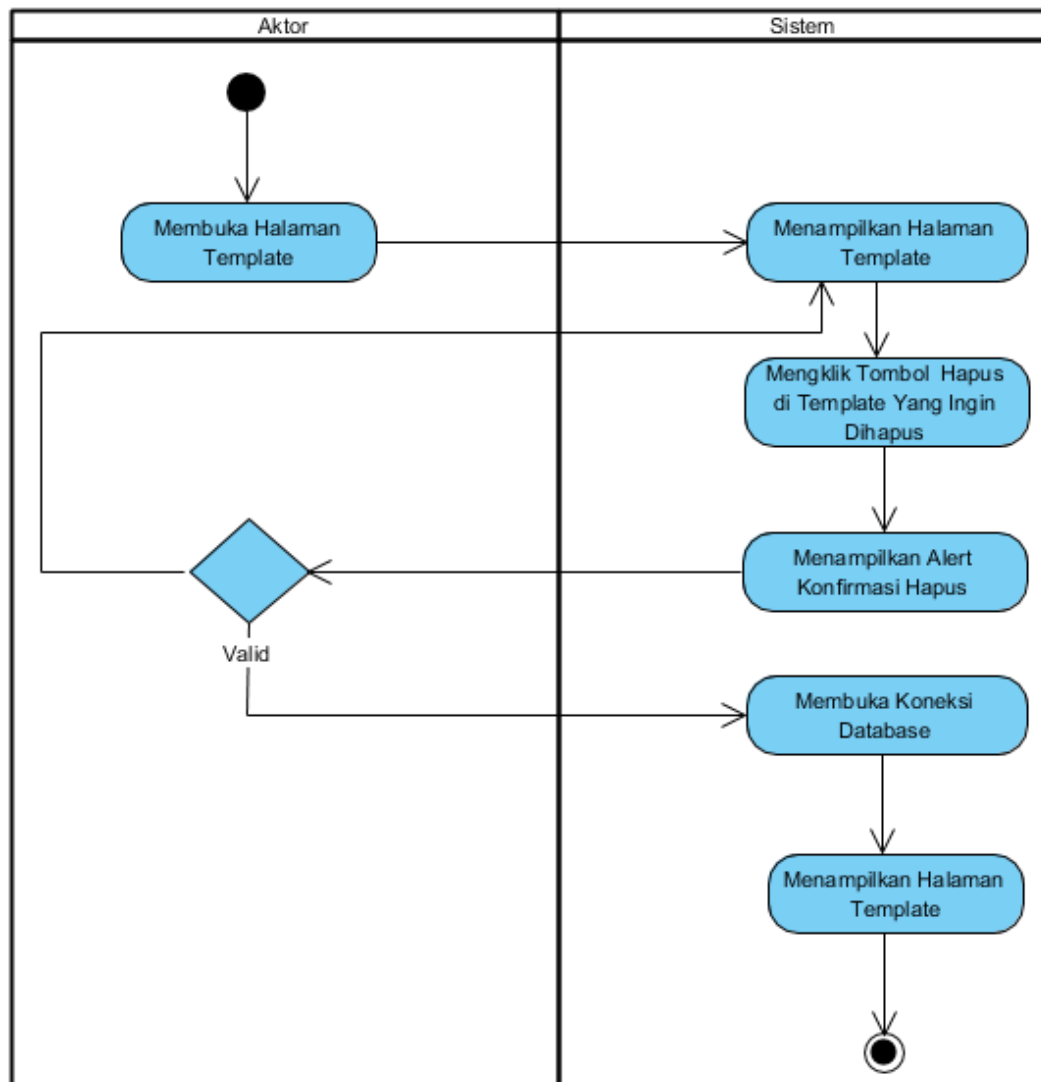 Aktor
Sistem
Membuka Halaman
Template
Menampilkan Halaman
Template
Mengklik Tombol Hapus
di Template Yang Ingin
Dihapus
Menampilkan Alert
Konfirmasi Hapus
Valid
Membuka Koneksi
Database
Menampilkan Halaman
Template